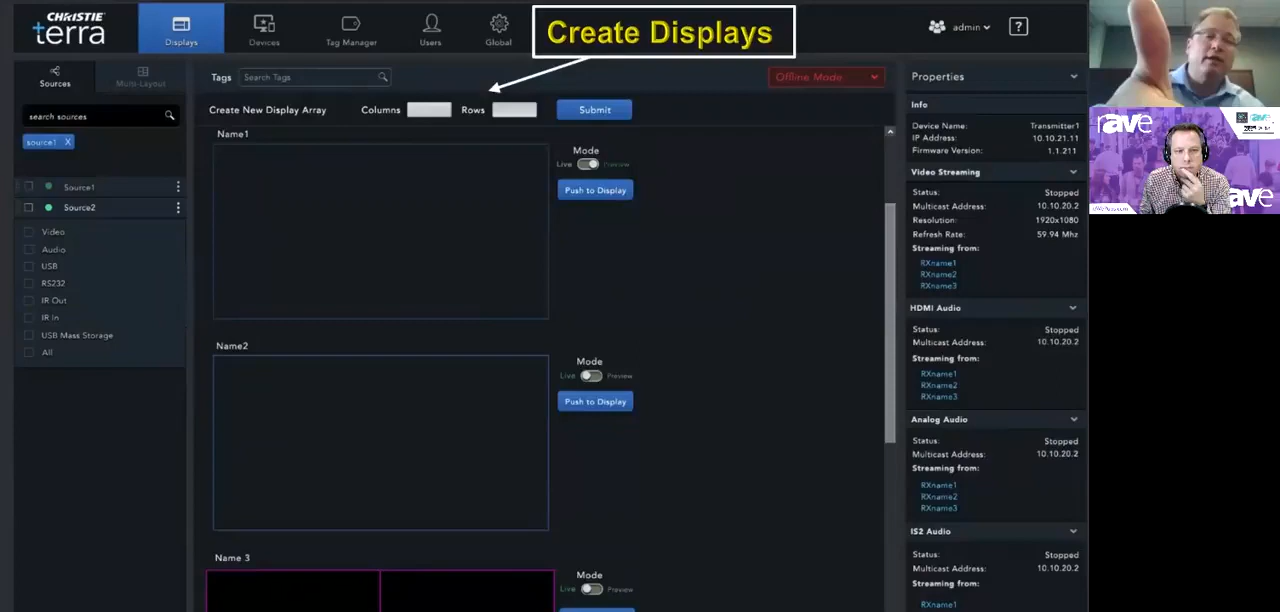 CHRISTIE
terra
Displays
Devices
Tag Manager
Users
Global
Create Displays
admin
?
Sources
Multi-Layout
search sources
source1 X
Source1
Source2
Video
Audio
USB
RS232
IR Out
IR In
USB Mass Storage
All
Tags
Search Tags
Offline Mode
Create New Display Array
Columns
Rows
Submit
Name1
Mode
Live
Preview
Push to Display
Name2
Mode
Live
Preview
Push to Display
Name 3
Mode
Live
Preview
Properties
Info
Device Name: Transmitter1
IP Address: 10.10.21.11
Firmware Version: 1.1.211
Video Streaming
Status: Stopped
Multicast Address: 10.10.20.2
Resolution: 1920x1080
Refresh Rate: 59.94 Mhz
Streaming from:
RXname1
RXname2
RXname3
HDMI Audio
Status: Stopped
Multicast Address: 10.10.20.2
Streaming from:
RXname1
RXname2
RXname3
Analog Audio
Status: Stopped
Multicast Address: 10.10.20.2
Streaming from:
RXname1
RXname2
RXname3
IS2 Audio
Status: Stopped
Multicast Address: 10.10.20.2
Streaming from:
RXname1
rAVe
rAVe